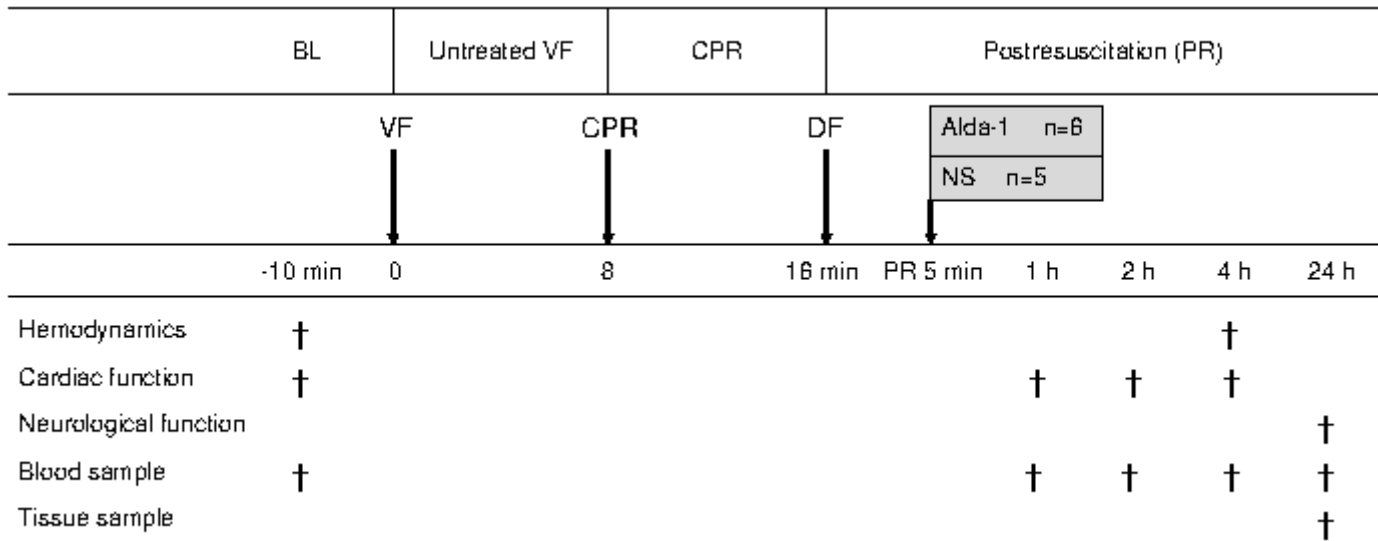 BL Untreated VF CPR Postresuscitation (PR)
VF CPR DF Alda-1 n=6
NS n=5
-10 min 0 8 16 min PR 5 min 1 h 2 h 4 h 24 h
Hemodynamics † †
Cardiac function † † † †
Neurological function †
Blood sample † † † † †
Tissue sample †